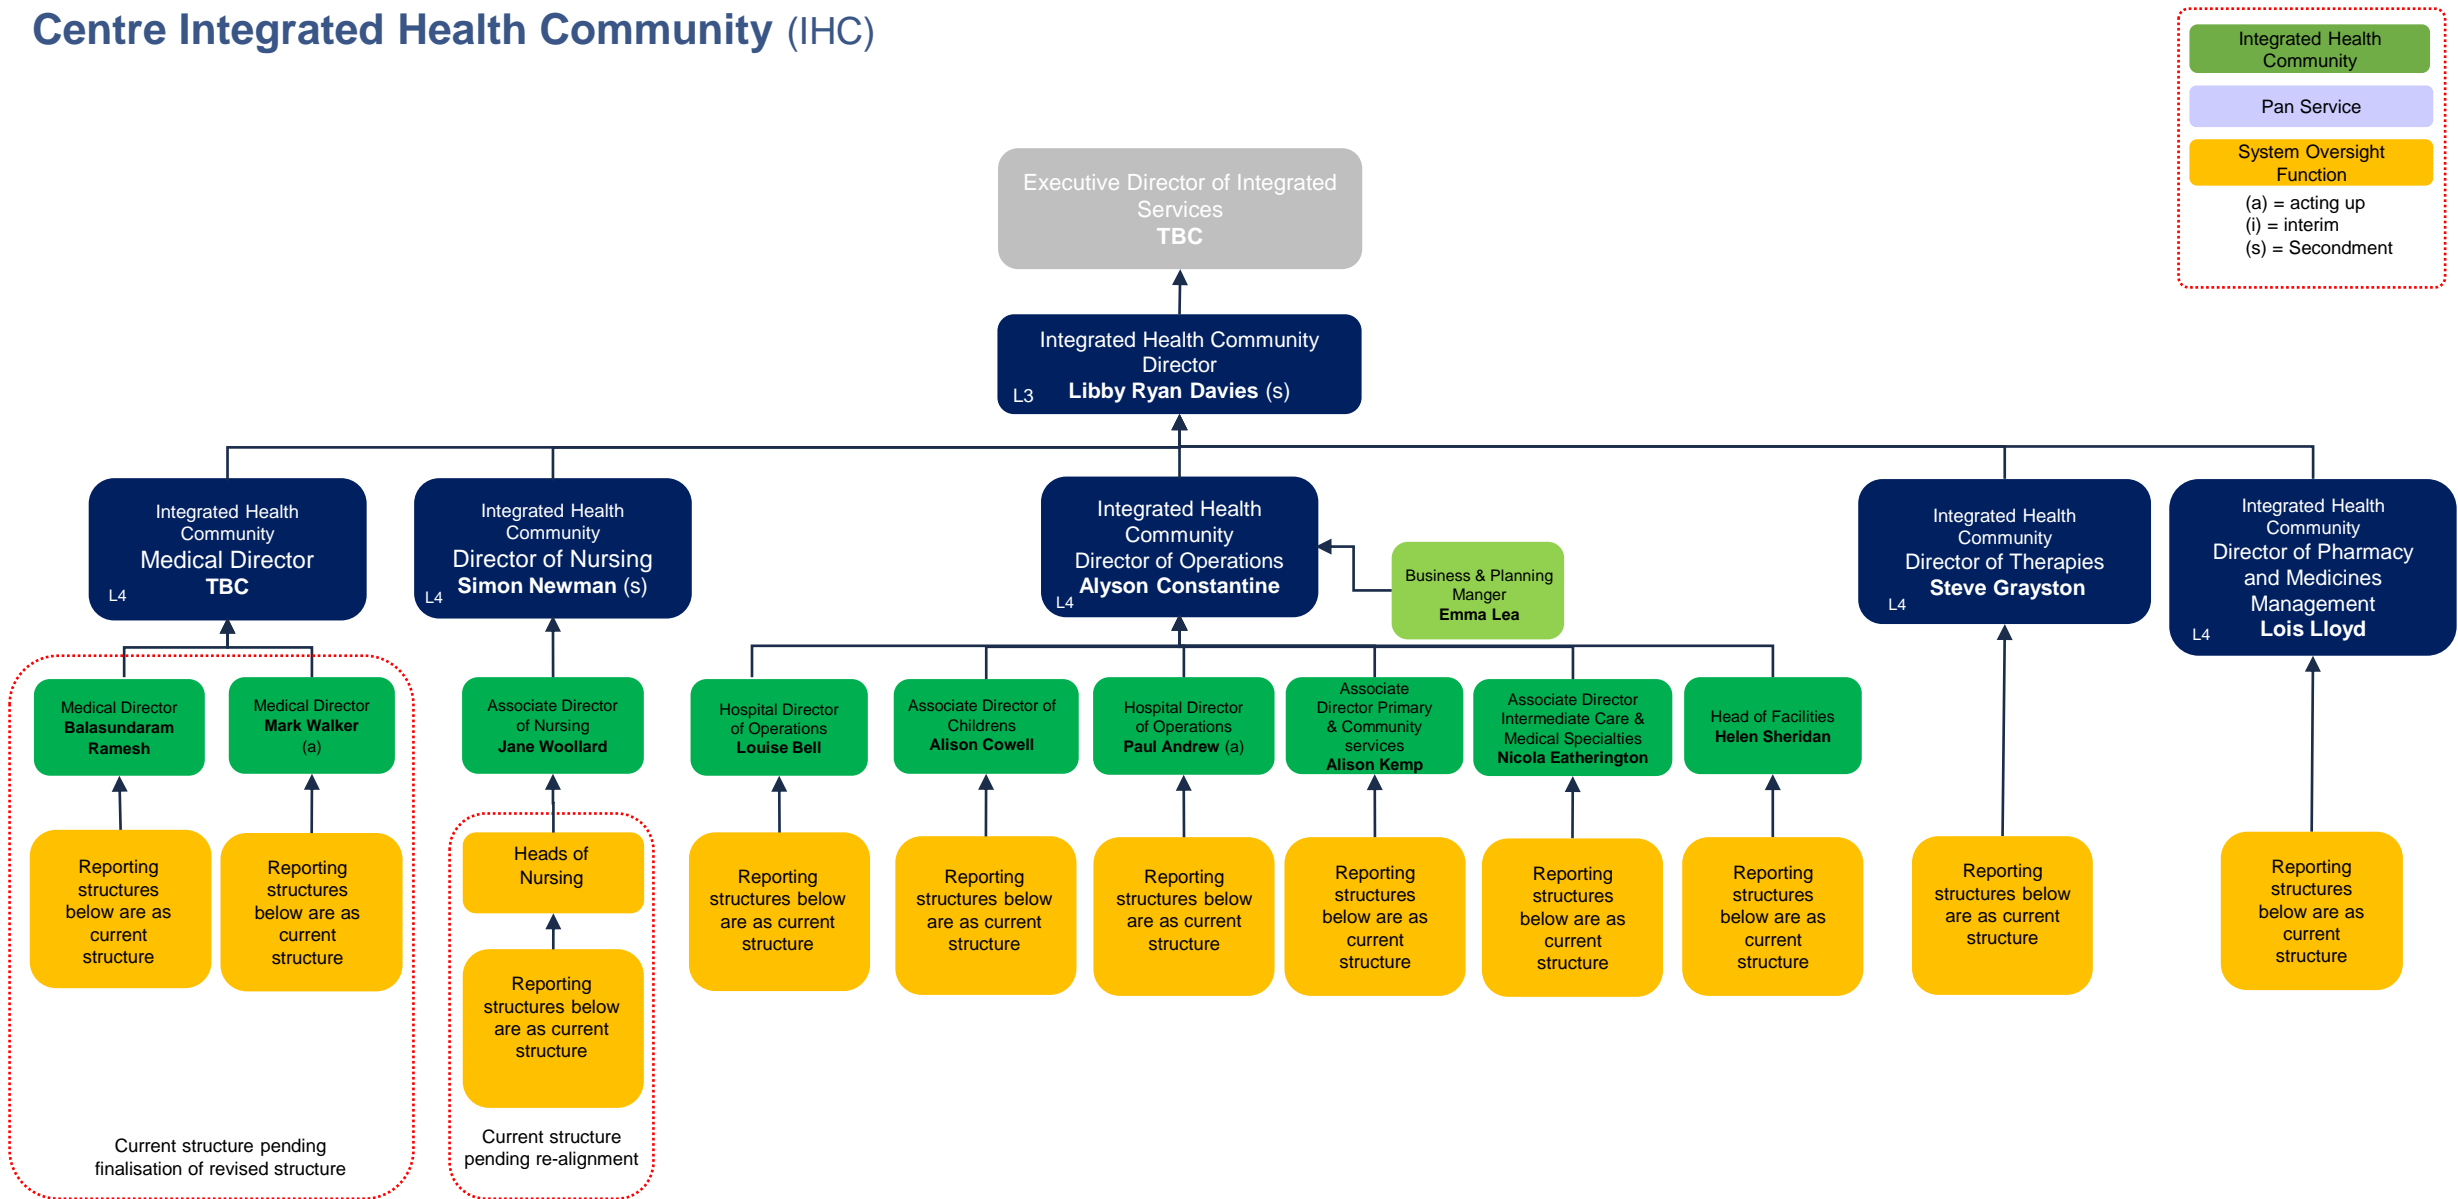 Centre Integrated Health Community (IHC)
Integrated Health
Community
Pan Service
System Oversight
Function
(a) = acting up
(i) = interim
(s) = Secondment
Executive Director of Integrated
Services
TBC
Integrated Health Community
Director
L3 Libby Ryan Davies (s)
Integrated Health
Community
Medical Director
TBC
L4
Integrated Health
Community
Director of Nursing
Simon Newman (s)
L4
Integrated Health
Community
Director of Operations
Alyson Constantine
L4
Business & Planning
Manger
Emma Lea
Integrated Health
Community
Director of Therapies
Steve Grayston
L4
Integrated Health
Community
Director of Pharmacy
and Medicines
Management
Lois Lloyd
L4
Medical Director
Balasundaram
Ramesh
Medical Director
Mark Walker
(a)
Associate Director
of Nursing
Jane Woollard
Hospital Director
of Operations
Louise Bell
Associate Director of
Childrens
Alison Cowell
Hospital Director
of Operations
Paul Andrew (a)
Associate
Director Primary
& Community
services
Alison Kemp
Associate Director
Intermediate Care &
Medical Specialties
Nicola Eatherington
Head of Facilities
Helen Sheridan
Reporting
structures
below are as
current
structure
Reporting
structures
below are as
current
structure
Heads of
Nursing
Reporting
structures below
are as current
structure
Reporting
structures below
are as current
structure
Reporting
structures below
are as current
structure
Reporting
structures below
are as current
structure
Reporting
structures
below are as
current
structure
Reporting
structures
below are as
current
structure
Reporting
structures
below are as
current
structure
Reporting
structures below
are as current
structure
Reporting
structures
below are as
current
structure
Current structure pending
finalisation of revised structure
Current structure
pending re-alignment